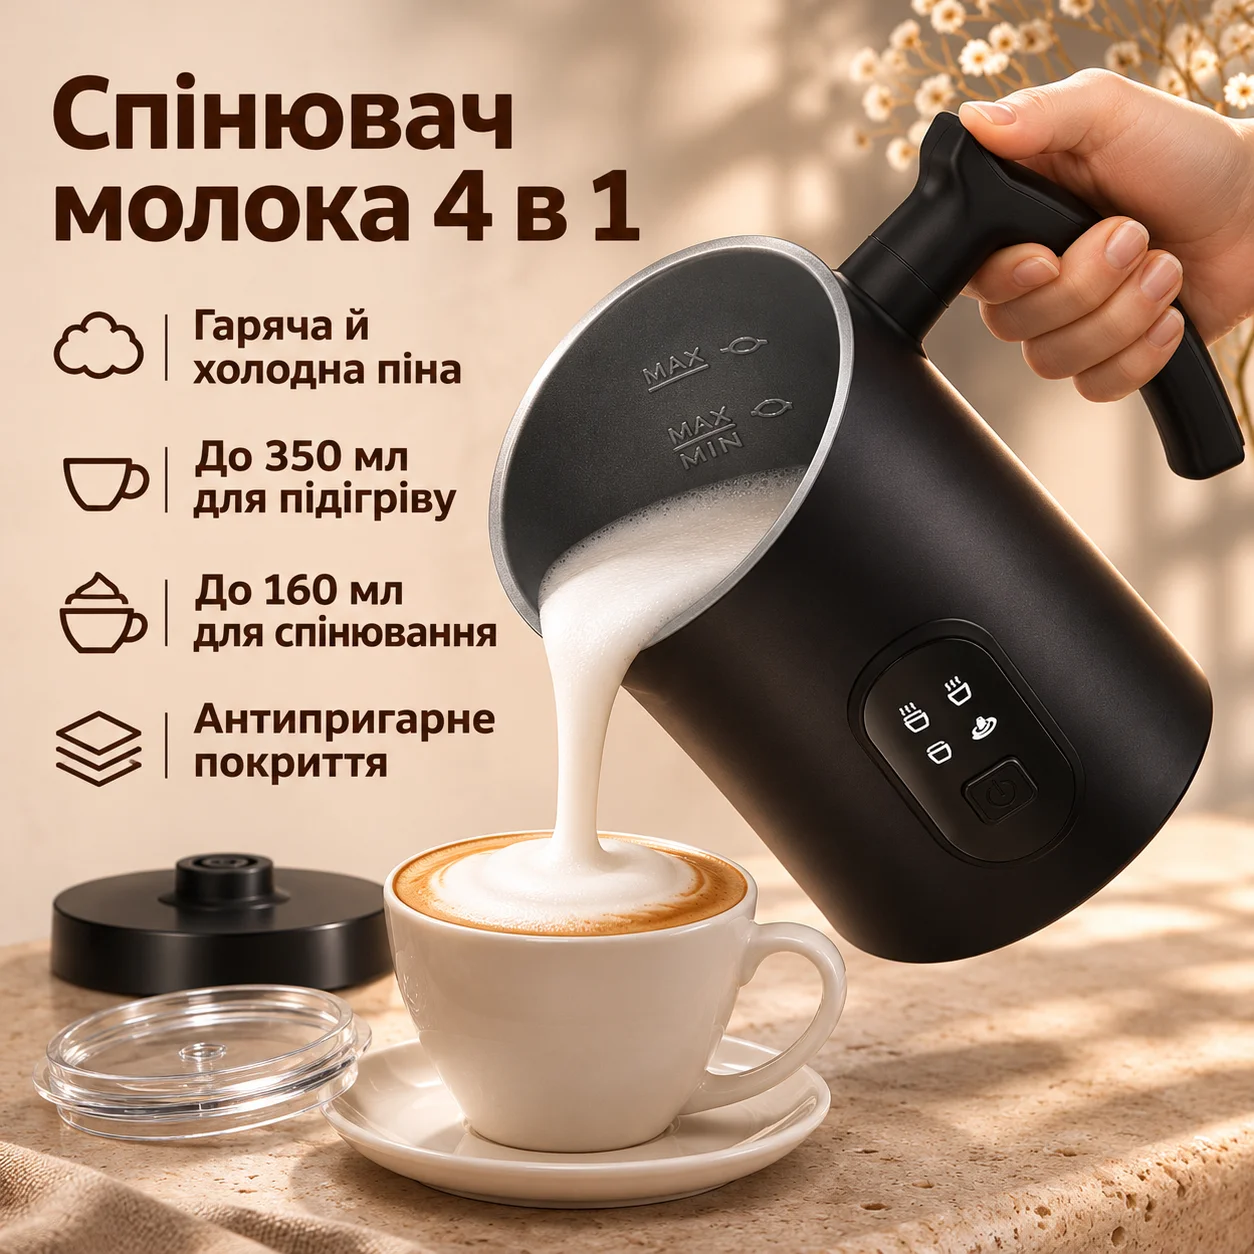 Спінювач
молока 4 в 1
Гаряча й
холодна піна
До 350 мл
для підігріву
До 160 мл
для спінювання
Антипригарне
покриття
MAX
MAX
MIN